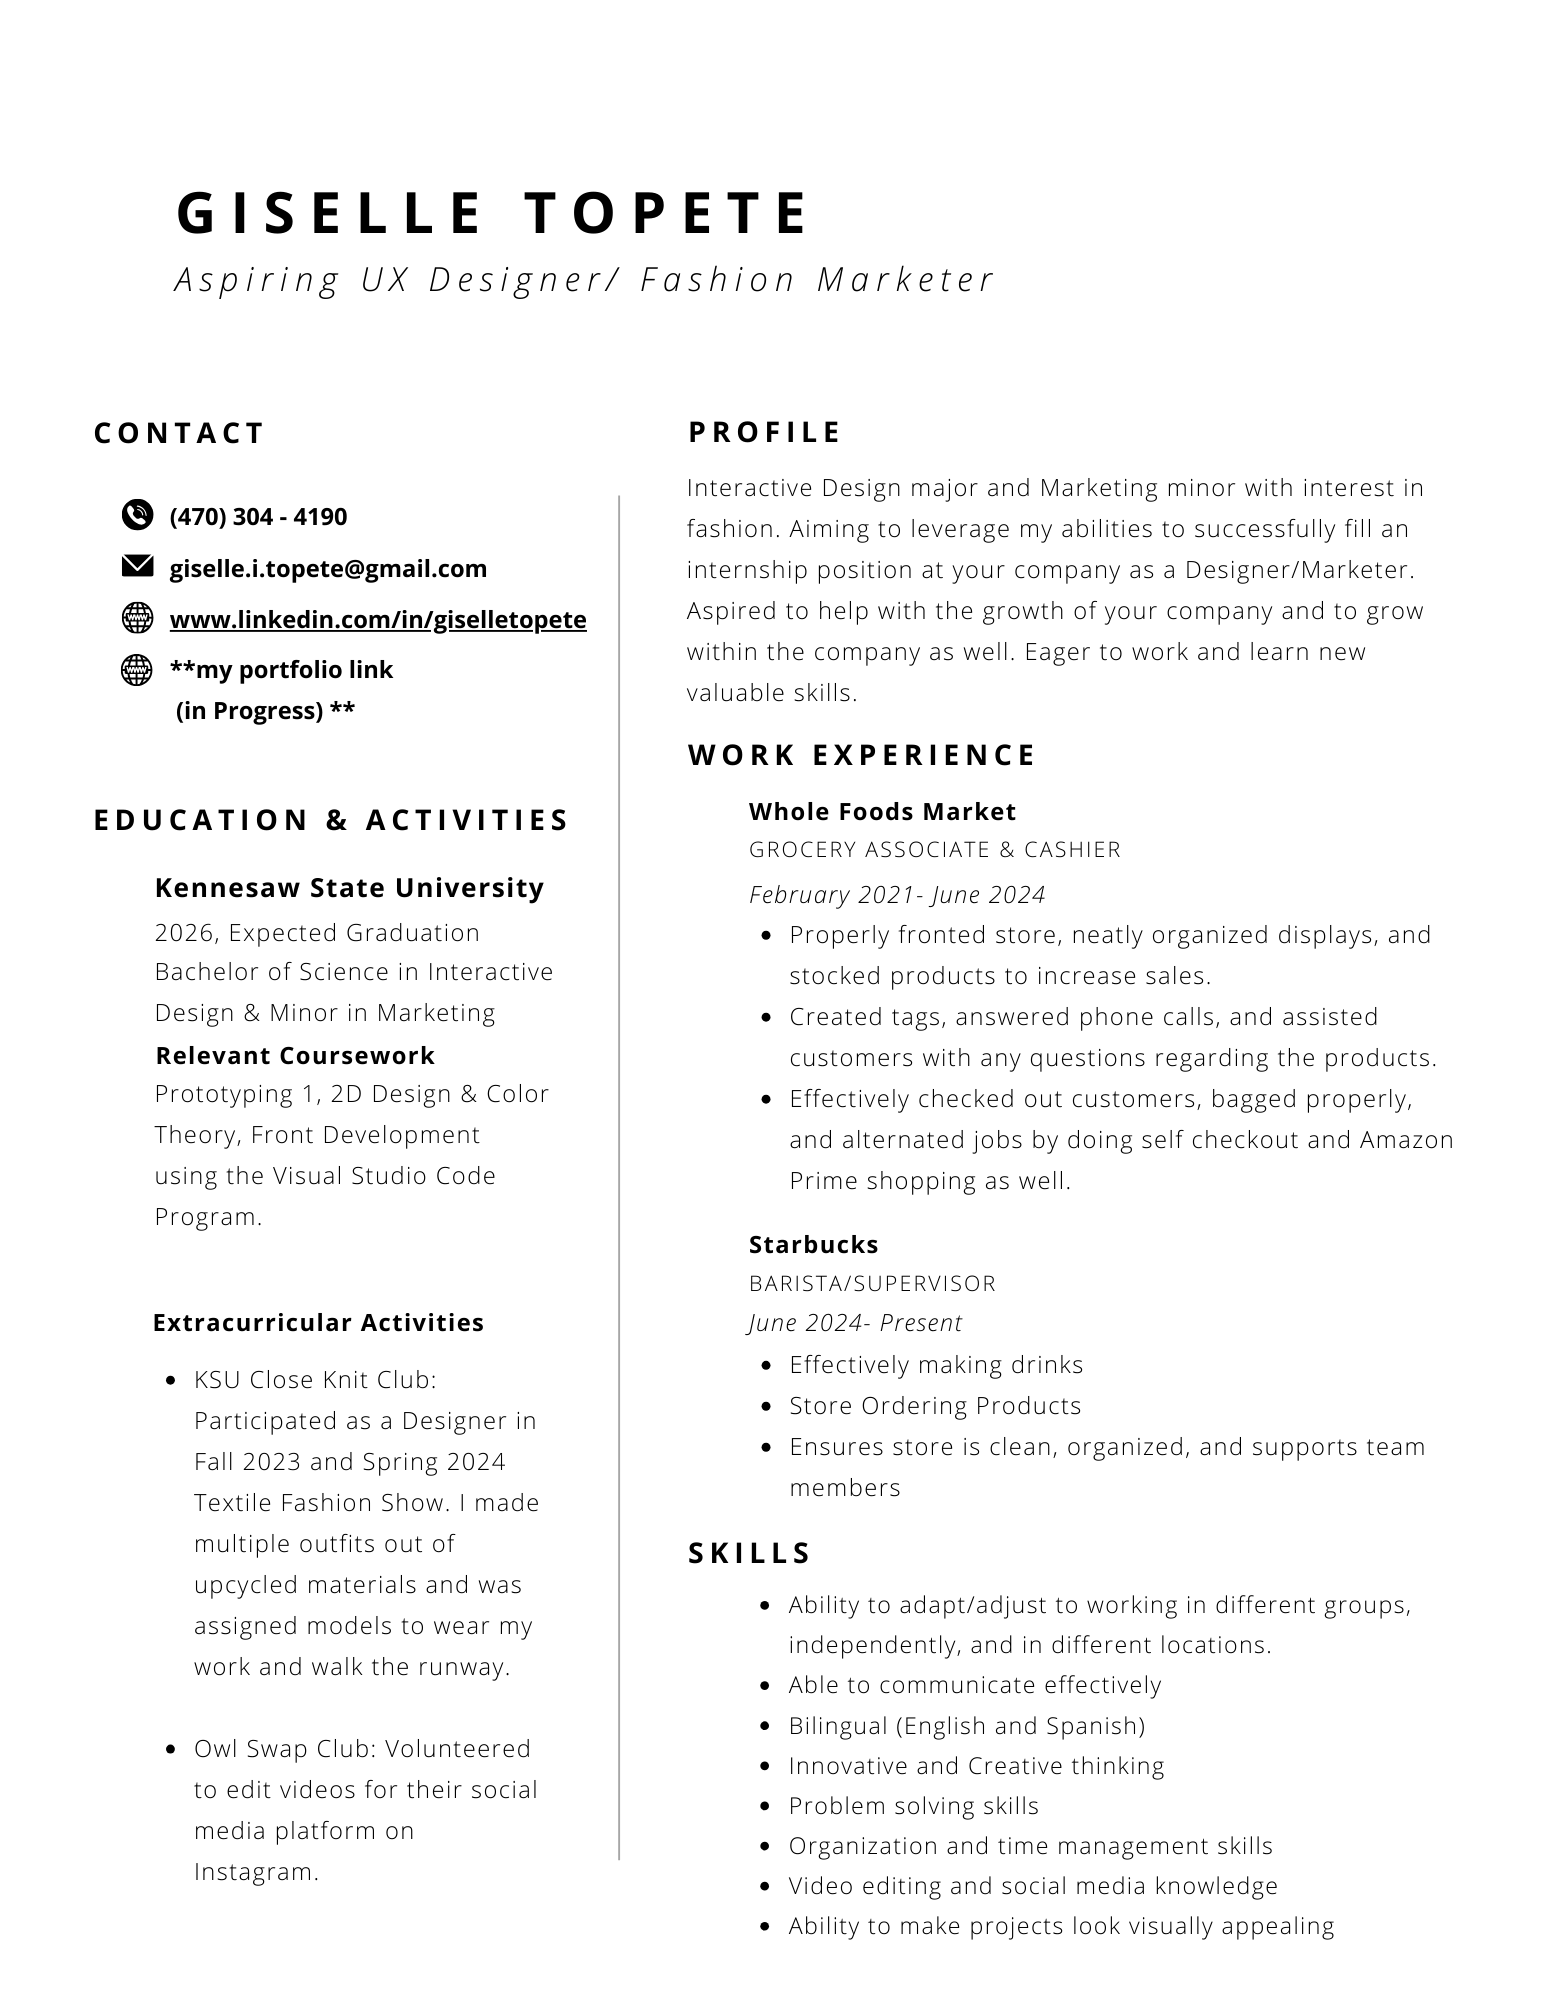 GISELLE TOPETE
Aspiring UX Designer/ Fashion Marketer
CONTACT
(470) 304 - 4190
giselle.i.topete@gmail.com
www.linkedin.com/in/giselletopete
**my portfolio link
(in Progress) **
EDUCATION & ACTIVITIES
Kennesaw State University
2026, Expected Graduation
Bachelor of Science in Interactive
Design & Minor in Marketing
Relevant Coursework
Prototyping 1, 2D Design & Color
Theory, Front Development
using the Visual Studio Code
Program.
Extracurricular Activities
• KSU Close Knit Club:
Participated as a Designer in
Fall 2023 and Spring 2024
Textile Fashion Show. I made
multiple outfits out of
upcycled materials and was
assigned models to wear my
work and walk the runway.
• Owl Swap Club: Volunteered
to edit videos for their social
media platform on
Instagram.
PROFILE
Interactive Design major and Marketing minor with interest in
fashion. Aiming to leverage my abilities to successfully fill an
internship position at your company as a Designer/Marketer.
Aspired to help with the growth of your company and to grow
within the company as well. Eager to work and learn new
valuable skills.
WORK EXPERIENCE
Whole Foods Market
GROCERY ASSOCIATE & CASHIER
February 2021- June 2024
• Properly fronted store, neatly organized displays, and
stocked products to increase sales.
• Created tags, answered phone calls, and assisted
customers with any questions regarding the products.
• Effectively checked out customers, bagged properly,
and alternated jobs by doing self checkout and Amazon
Prime shopping as well.
Starbucks
BARISTA/SUPERVISOR
June 2024- Present
• Effectively making drinks
• Store Ordering Products
• Ensures store is clean, organized, and supports team
members
SKILLS
• Ability to adapt/adjust to working in different groups,
independently, and in different locations.
• Able to communicate effectively
• Bilingual (English and Spanish)
• Innovative and Creative thinking
• Problem solving skills
• Organization and time management skills
• Video editing and social media knowledge
• Ability to make projects look visually appealing